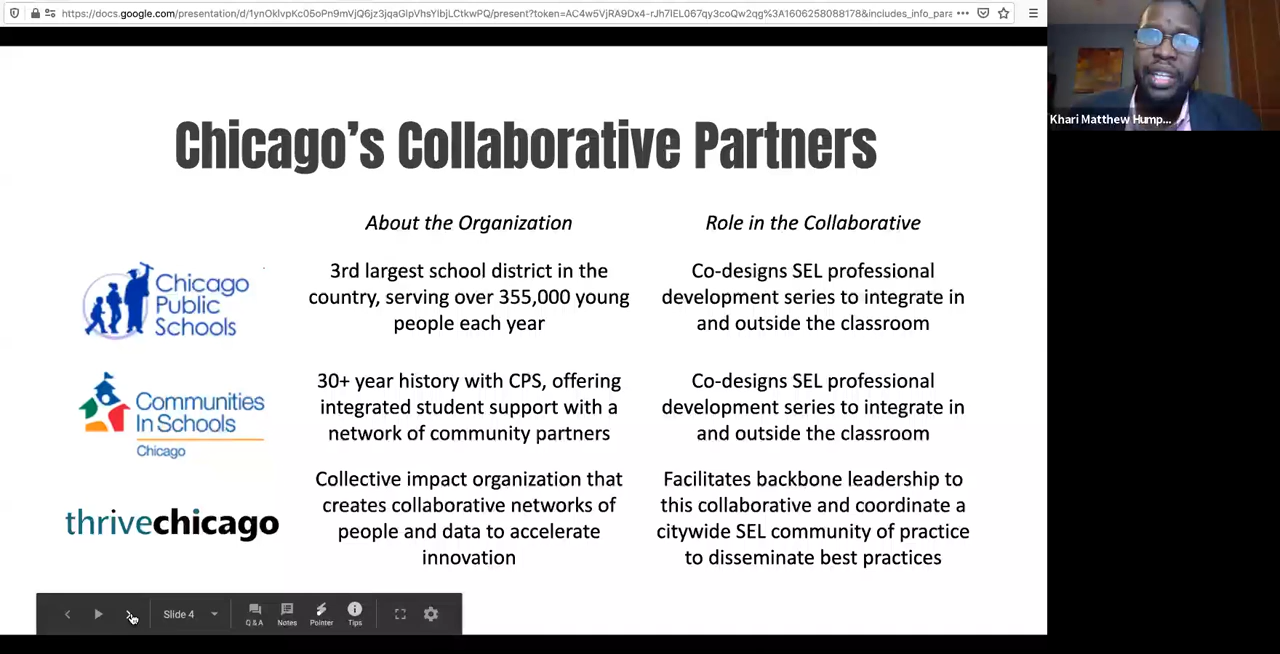 https://docs.google.com/presentation/d/1ynOklvpKc05oPn9mVjQ6jz3jqaGlpVhsYlbjLCtkwPQ/present?token=AC4w5VjRA9Dx4-rJh7lEL067qy3coQw2qg%3A1606258088178&includes_info_para
Khari Matthew Hump...
Chicago's Collaborative Partners
About the Organization
Role in the Collaborative
Chicago
Public
Schools
3rd largest school district in the
country, serving over 355,000 young
people each year
Co-designs SEL professional
development series to integrate in
and outside the classroom
Communities
In Schools
Chicago
30+ year history with CPS, offering
integrated student support with a
network of community partners
Co-designs SEL professional
development series to integrate in
and outside the classroom
thrivechicago
Collective impact organization that
creates collaborative networks of
people and data to accelerate
innovation
Facilitates backbone leadership to
this collaborative and coordinate a
citywide SEL community of practice
to disseminate best practices
Slide 4
Q & A
Notes
Pointer
Tips